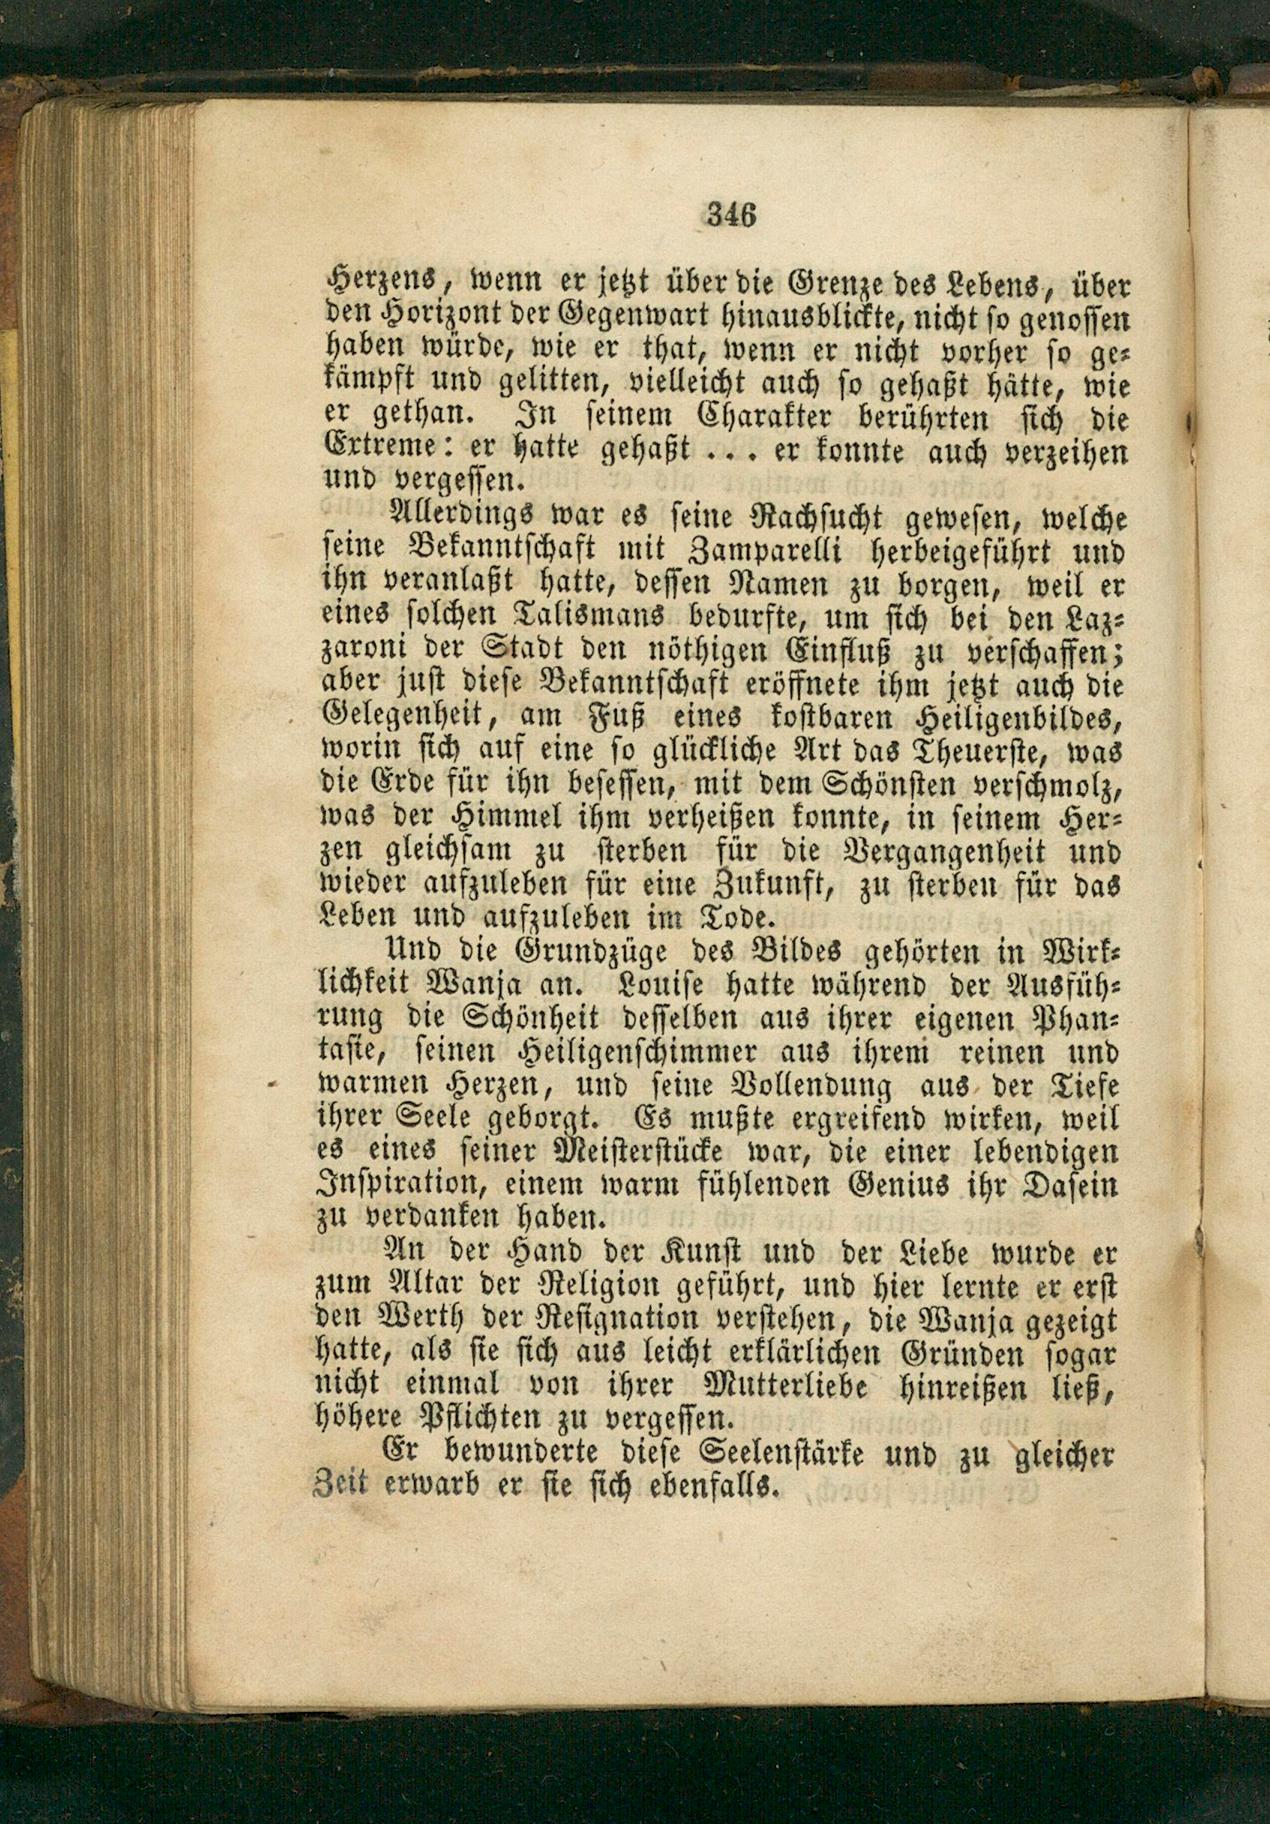 346
Herzens, wenn er jetzt über die Grenze des Lebens, über
den Horizont der Gegenwart hinausblickte, nicht so genossen
haben würde, wie er that, wenn er nicht vorher so ge-
kämpft und gelitten, vielleicht auch so gehaßt hätte, wie
er gethan. In seinem Charakter berührten sich die
Extreme: er hatte gehaßt ... er konnte auch verzeihen
und vergessen.
Allerdings war es seine Rachsucht gewesen, welche
seine Bekanntschaft mit Zamparelli herbeigeführt und
ihn veranlaßt hatte, dessen Namen zu borgen, weil er
eines solchen Talismans bedurfte, um sich bei den Laz-
zaroni der Stadt den nöthigen Einfluß zu verschaffen;
aber just diese Bekanntschaft eröffnete ihm jetzt auch die
Gelegenheit, am Fuß eines kostbaren Heiligenbildes,
worin sich auf eine so glückliche Art das Theuerste, was
die Erde für ihn besessen, mit dem Schönsten verschmolz,
was der Himmel ihm verheißen konnte, in seinem Her-
zen gleichsam zu sterben für die Vergangenheit und
wieder aufzuleben für eine Zukunft, zu sterben für das
Leben und aufzuleben im Tode.
Und die Grundzüge des Bildes gehörten in Wirk-
lichkeit Wanja an. Louise hatte während der Ausfüh-
rung die Schönheit desselben aus ihrer eigenen Phan-
tasie, seinen Heiligenschimmer aus ihrem reinen und
warmen Herzen, und seine Vollendung aus der Tiefe
ihrer Seele geborgt. Es mußte ergreifend wirken, weil
es eines seiner Meisterstücke war, die einer lebendigen
Inspiration, einem warm fühlenden Genius ihr Dasein
zu verdanken haben.
An der Hand der Kunst und der Liebe wurde er
zum Altar der Religion geführt, und hier lernte er erst
den Werth der Resignation verstehen, die Wanja gezeigt
hatte, als sie sich aus leicht erklärlichen Gründen sogar
nicht einmal von ihrer Mutterliebe hinreißen ließ,
höhere Pflichten zu vergessen.
Er bewunderte diese Seelenstärke und zu gleicher
Zeit erwarb er sie sich ebenfalls.